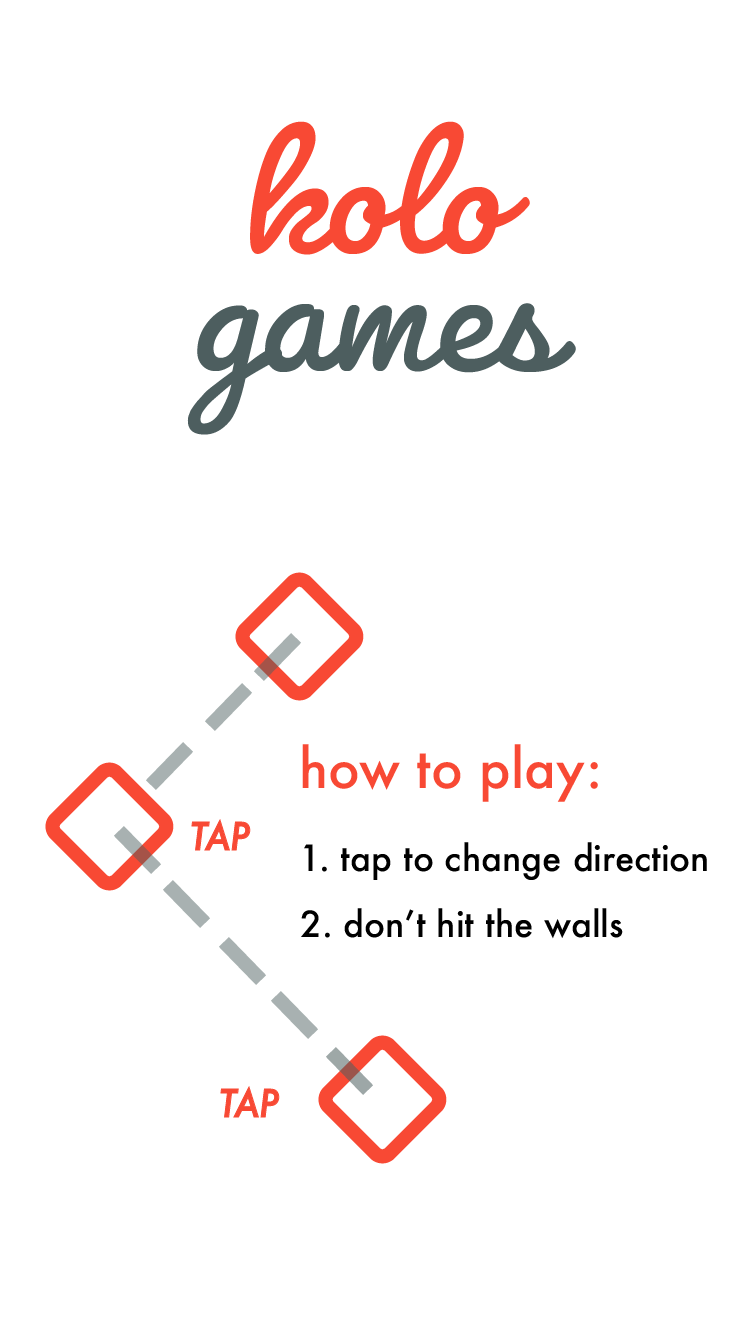 kolo
games
how to play:
TAP
1. tap to change direction
2. don’t hit the walls
TAP